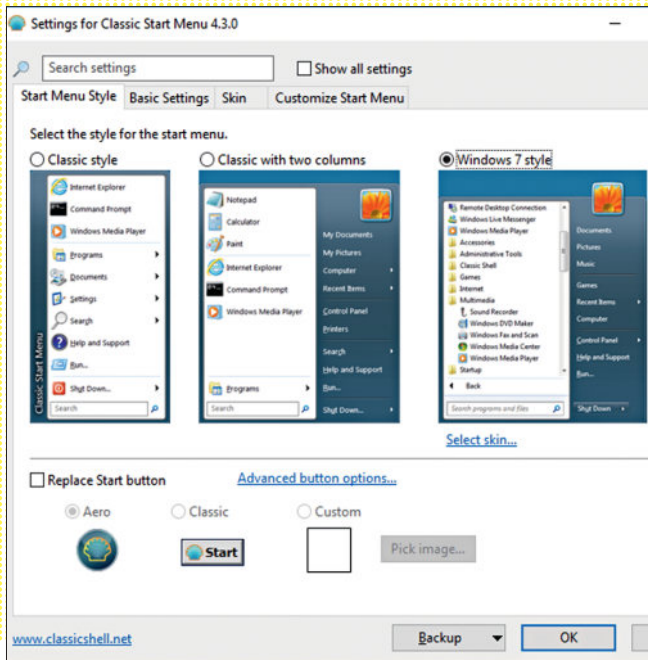 Settings for Classic Start Menu 4.3.0
Search settings
Show all settings
Start Menu Style Basic Settings Skin Customize Start Menu
Select the style for the start menu.
Classic style
Classic with two columns
Windows 7 style
Internet Explorer
Command Prompt
Windows Media Player
Programs
Documents
Settings
Search
Help and Support
Run...
Shut Down...
Search
Classic Start Menu
Notepad
Calculator
Paint
Internet Explorer
Command Prompt
Windows Media Player
Programs
Search
My Documents
My Pictures
Computer
Recent Items
Control Panel
Printers
Search
Help and Support
Run...
Shut Down...
Remote Desktop Connection
Windows Live Messenger
Windows Media Player
Accessories
Administrative Tools
Classic Shell
Games
Internet
Multimedia
Sound Recorder
Windows DVD Maker
Windows Fax and Scan
Windows Media Center
Windows Media Player
Startup
Back
Search programs and files
Documents
Pictures
Music
Games
Recent Items
Computer
Control Panel
Help and Support
Run...
Shut Down
Select skin...
Replace Start button
Advanced button options...
Aero
Classic
Custom
Start
Pick image...
www.classicshell.net
Backup
OK